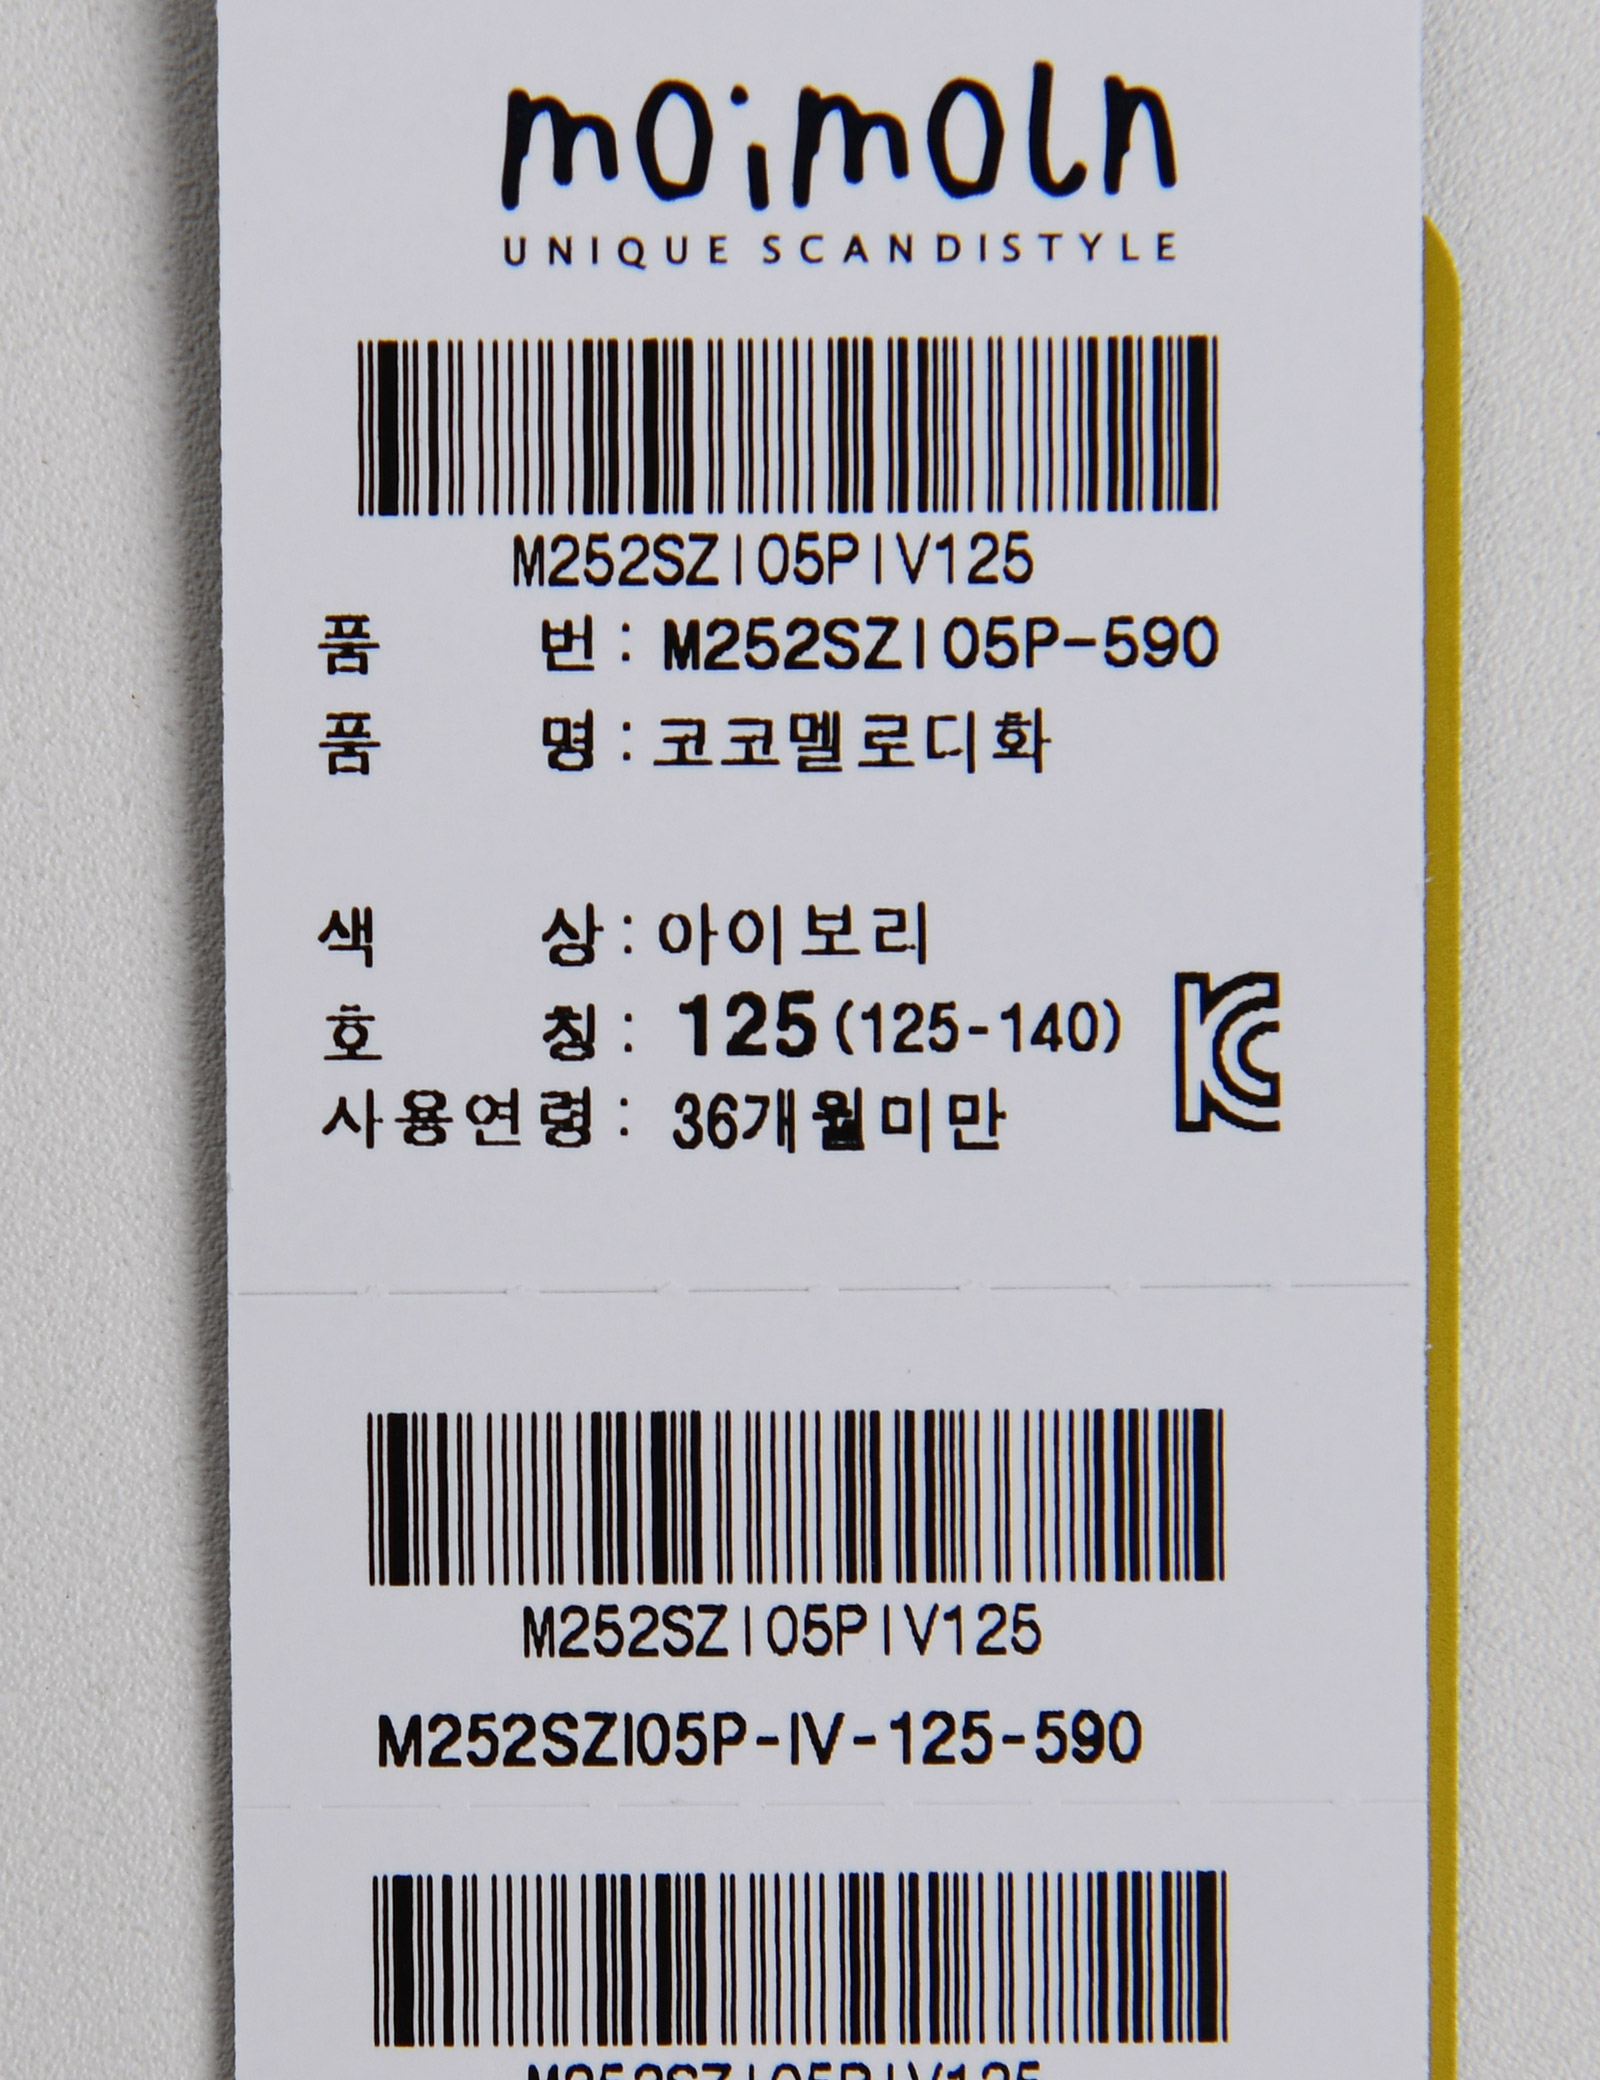 moimoln
UNIQUE SCANDISTYLE
M252SZI05PIV125
품 번 : M252SZI05P-590
품 명 : 코코멜로디화
색 상 : 아이보리
호 칭 : 125(125-140)
사용연령 : 36개월미만
KC
M252SZI05PIV125
M252SZI05P-IV-125-590
M252SZI05PIV125